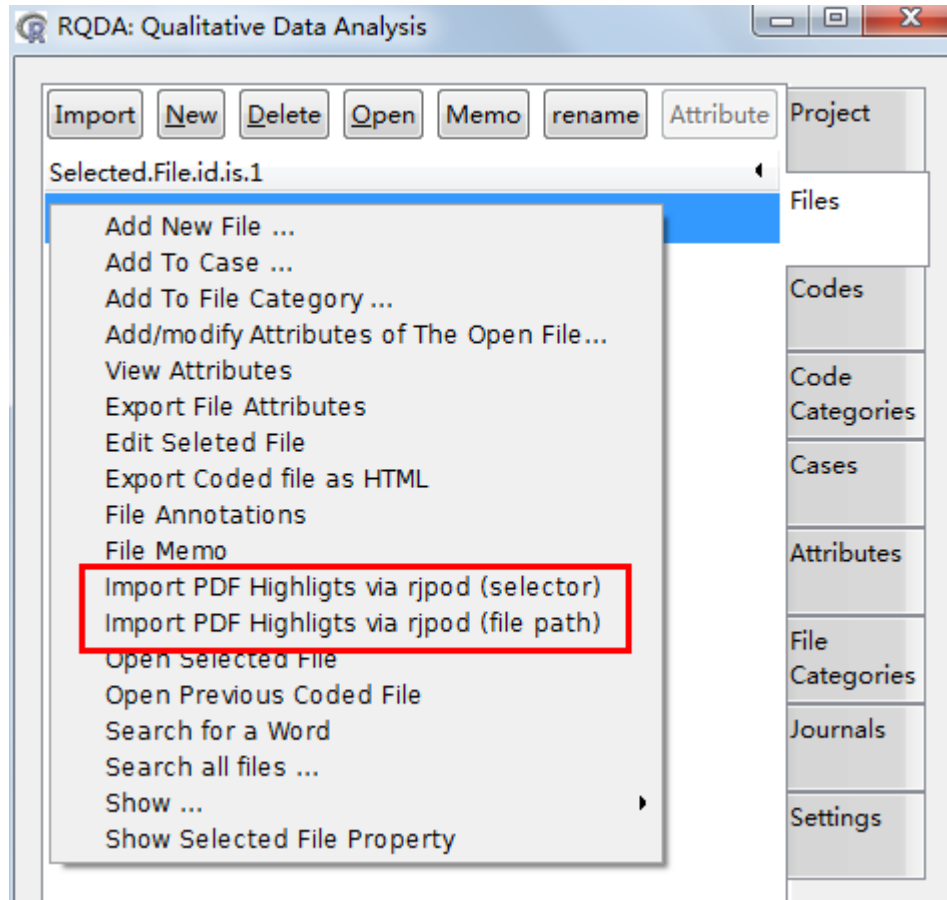 RQDA: Qualitative Data Analysis
Import New Delete Open Memo rename Attribute
Selected.File.id.is.1
Add New File ...
Add To Case ...
Add To File Category ...
Add/modify Attributes of The Open File...
View Attributes
Export File Attributes
Edit Seleted File
Export Coded file as HTML
File Annotations
File Memo
Import PDF Highligts via rjpod (selector)
Import PDF Highligts via rjpod (file path)
Open Selected File
Open Previous Coded File
Search for a Word
Search all files ...
Show ...
Show Selected File Property
Project
Files
Codes
Code
Categories
Cases
Attributes
File
Categories
Journals
Settings